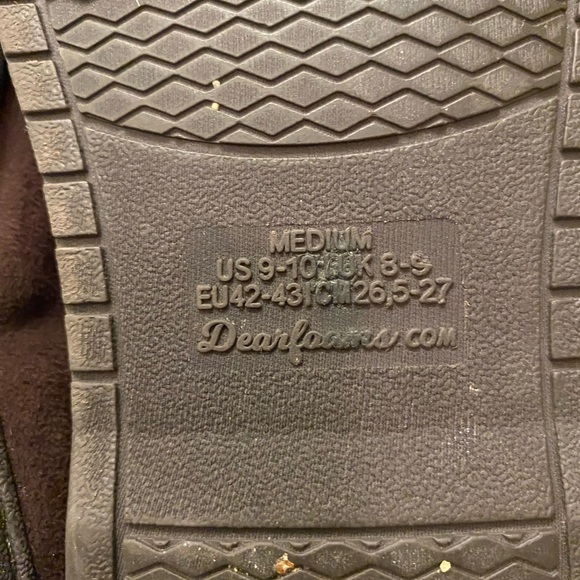 MEDIUM
US 9-10 / UK 8-9
EU 42-43 / CM 26,5-27
Dearfoams.com